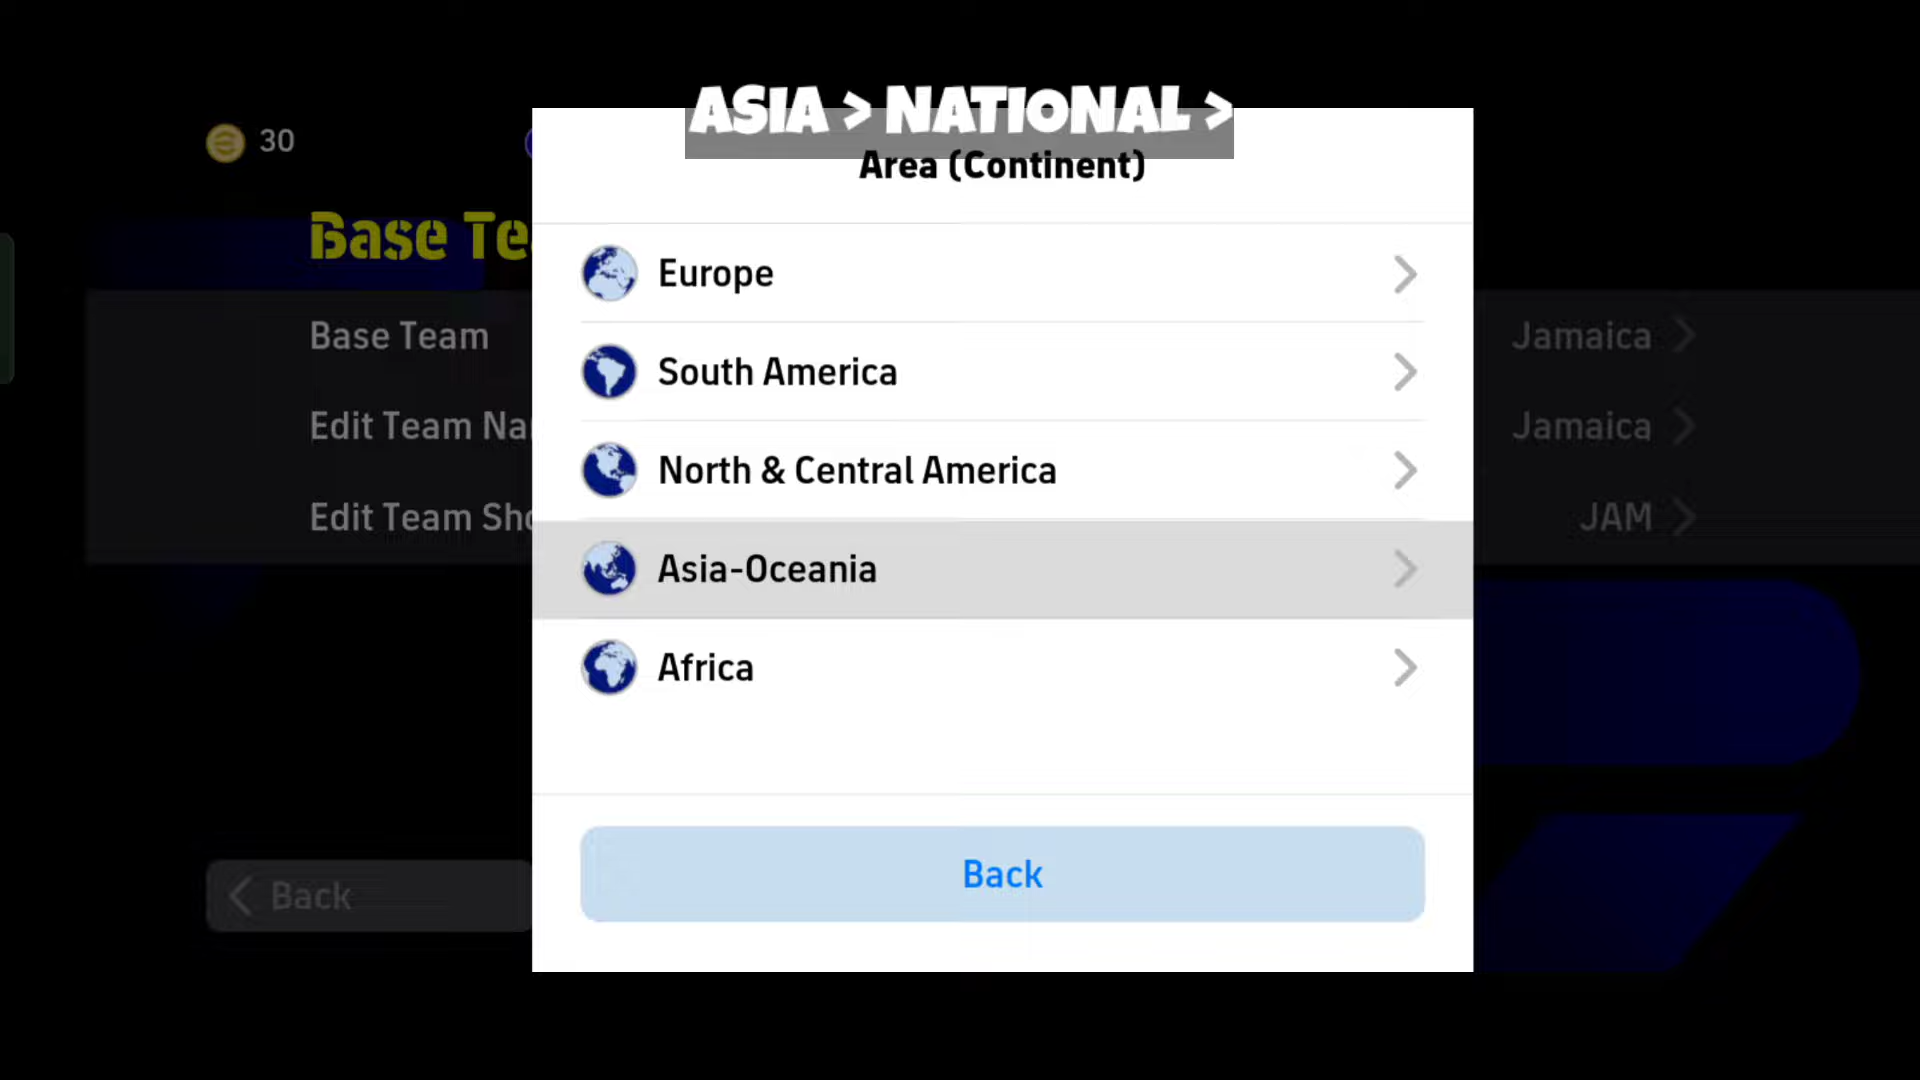 ASIA > NATIONAL >
Area (Continent)
30
Base Te
Base Team
Jamaica
Edit Team Na
Jamaica
Edit Team Sho
JAM
Europe
South America
North & Central America
Asia-Oceania
Africa
Back
Back